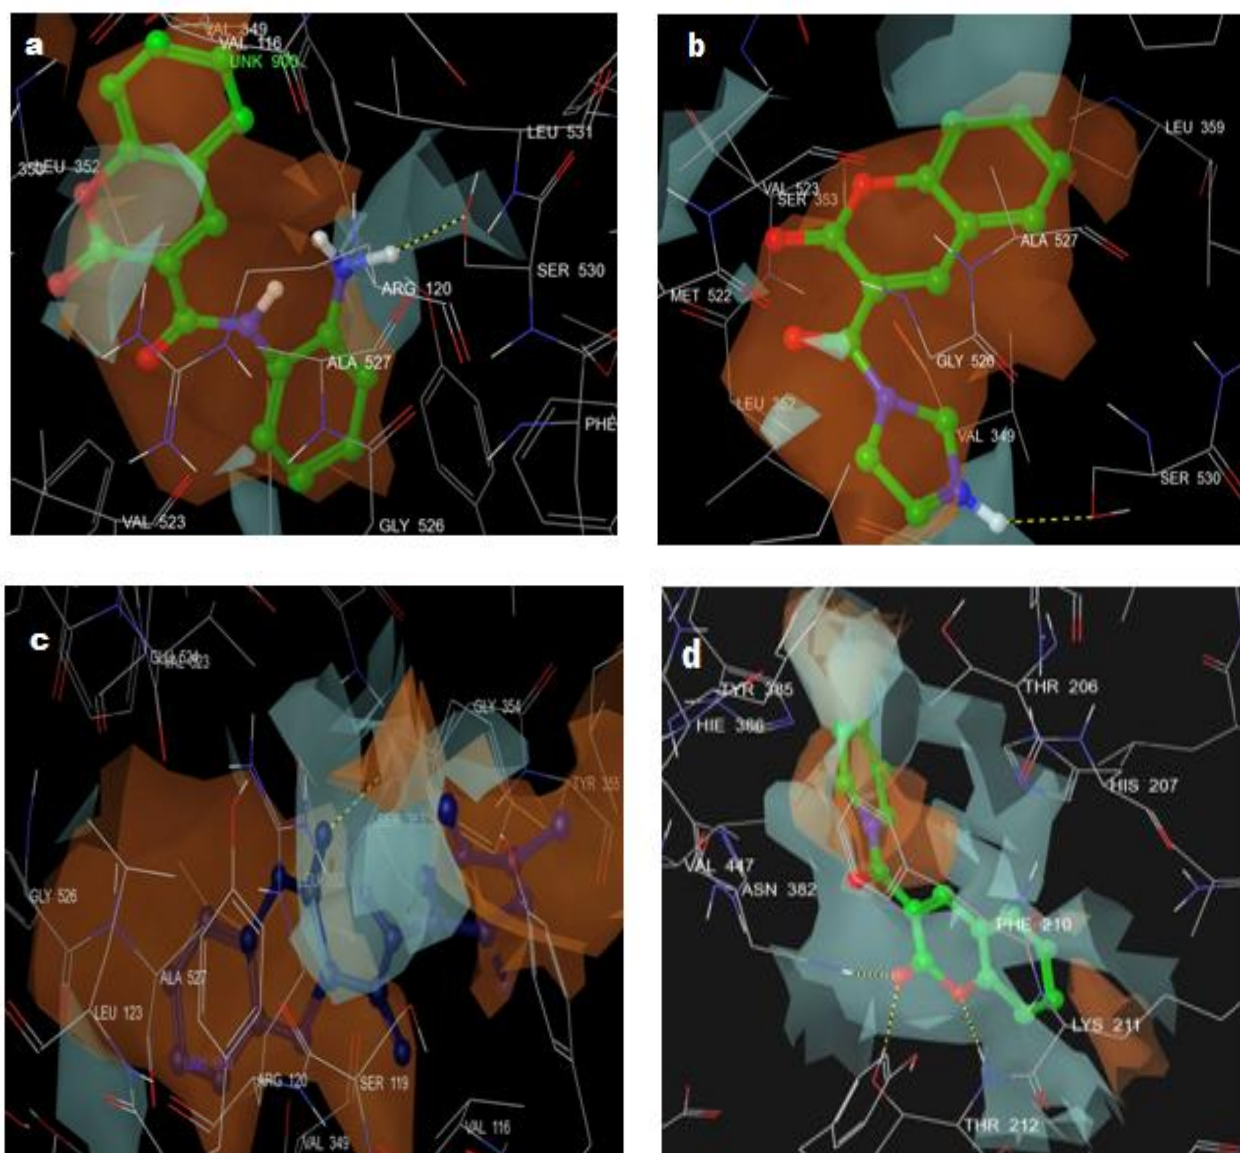 a
VAL 349
VAL 116
UNK 900
LEU 531
LEU 352
SER 530
ARG 120
ALA 527
PHE
VAL 523
GLY 526
b
LEU 359
VAL 523
SER 353
ALA 527
MET 522
GLY 526
LEU 352
VAL 349
SER 530
c
GLY 354
TYR 355
GLY 526
ALA 527
LEU 123
ARG 120
SER 119
VAL 116
VAL 349
d
TYR 385
THR 206
HIE 386
HIS 207
VAL 447
ASN 382
PHE 210
LYS 211
THR 212